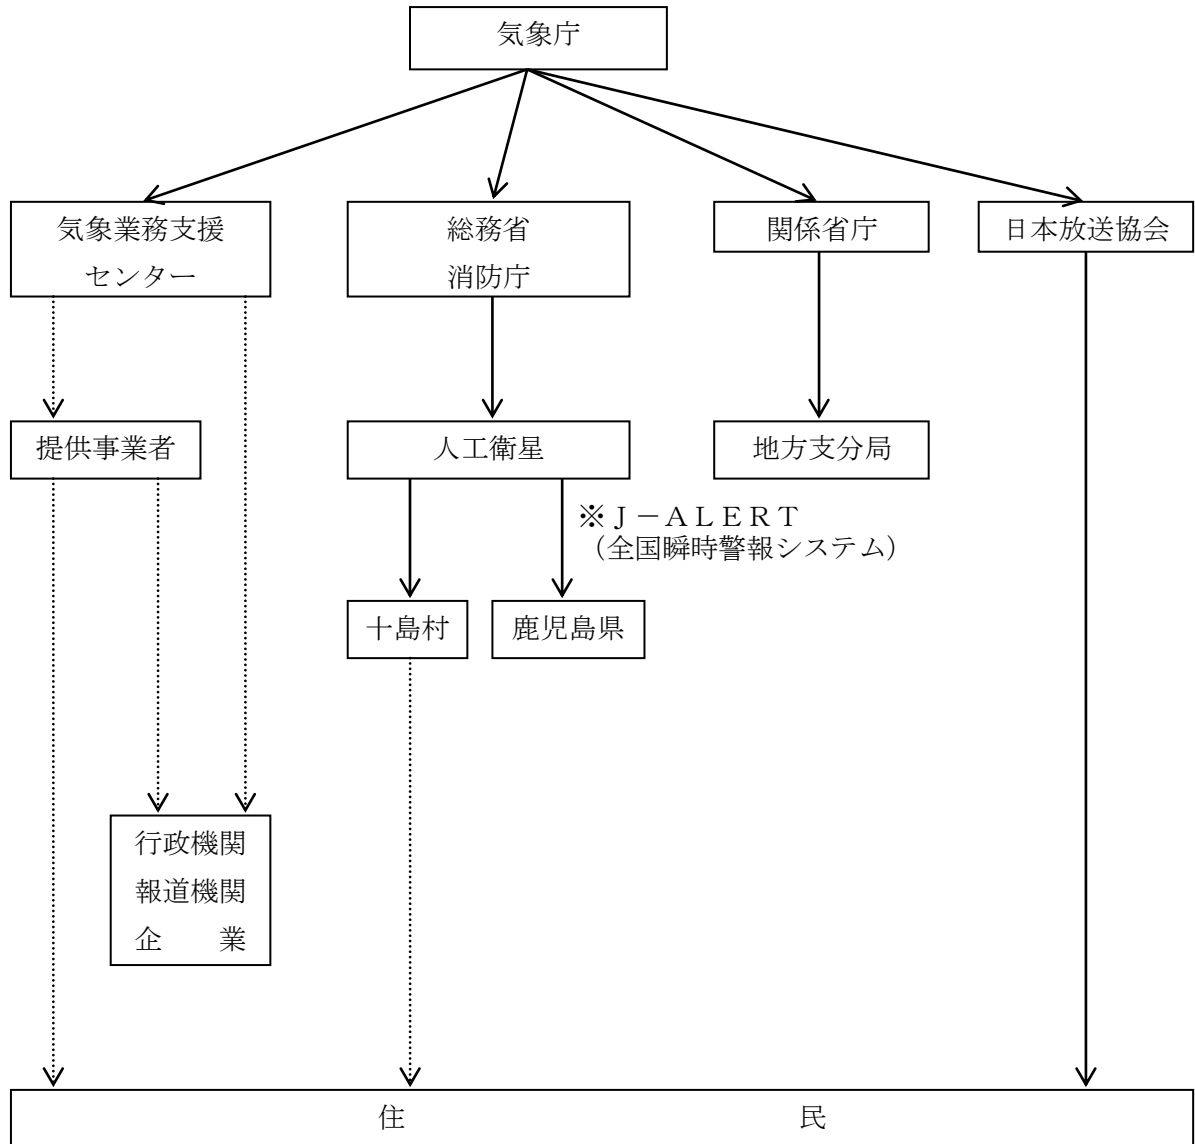 気象庁
気象業務支援
センター
総務省
消防庁
関係省庁
日本放送協会
提供事業者
人工衛星
地方支分局
※Ｊ－ＡＬＥＲＴ
（全国瞬時警報システム）
十島村
鹿児島県
行政機関
報道機関
企　　業
住　　　　　民